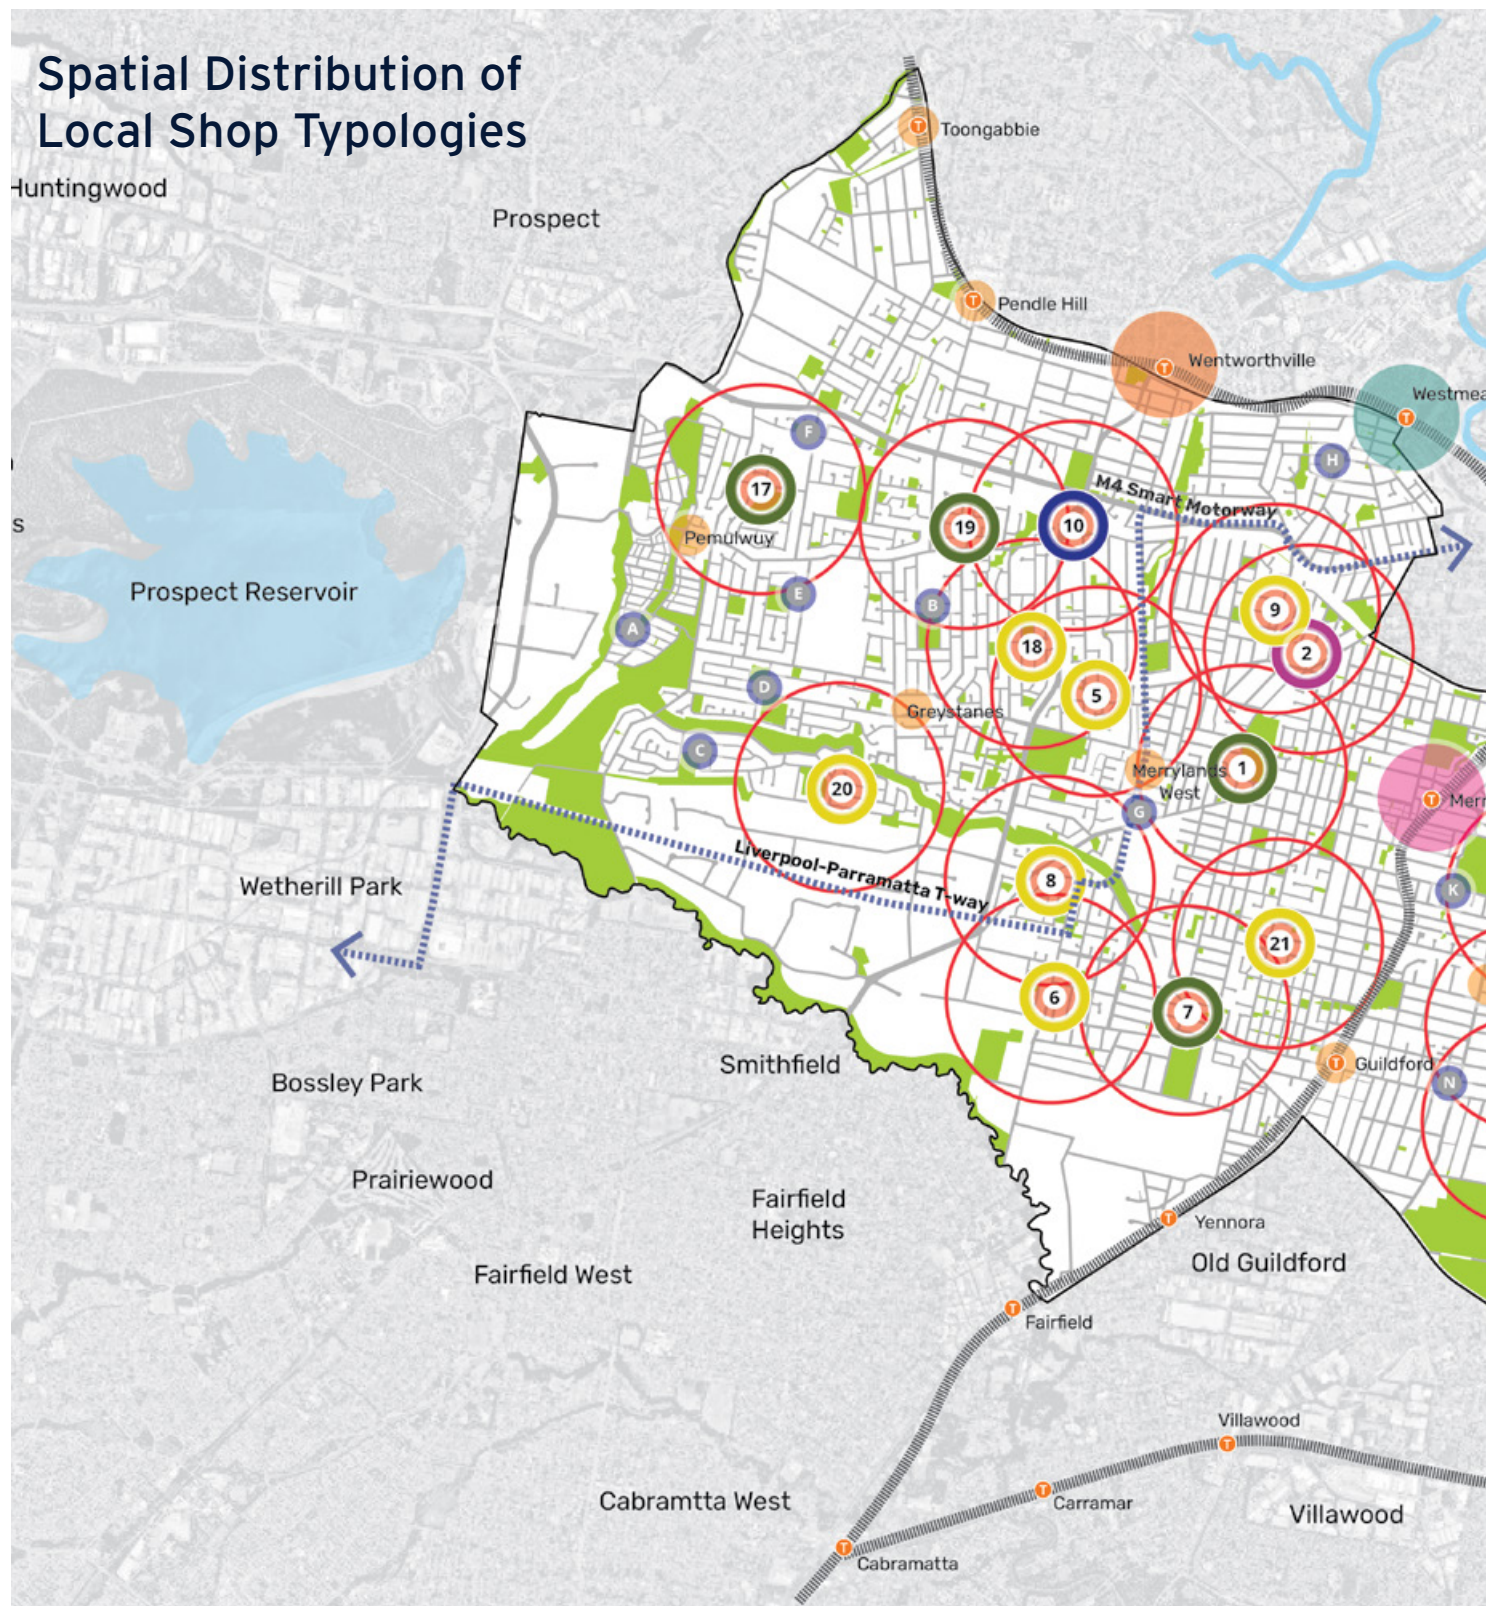 Spatial Distribution of
Local Shop Typologies
Huntingwood
Prospect
T Toongabbie
T Pendle Hill
T Wentworthville
Westmea
T
F
H
17
M4 Smart Motorway
19
10
s
Pemulwuy
Prospect Reservoir
E
B
9
A
18
2
D
5
Greystanes
C
Merrylands
West
1
20
T Merr
G
Liverpool-Parramatta T-way
8
Wetherill Park
K
21
6
7
Smithfield
T Guildford
Bossley Park
N
Prairiewood
Fairfield
Heights
T Yennora
Old Guildford
Fairfield West
T
Fairfield
Villawood
T
Cabramtta West
T
Carramar
Villawood
T
Cabramatta